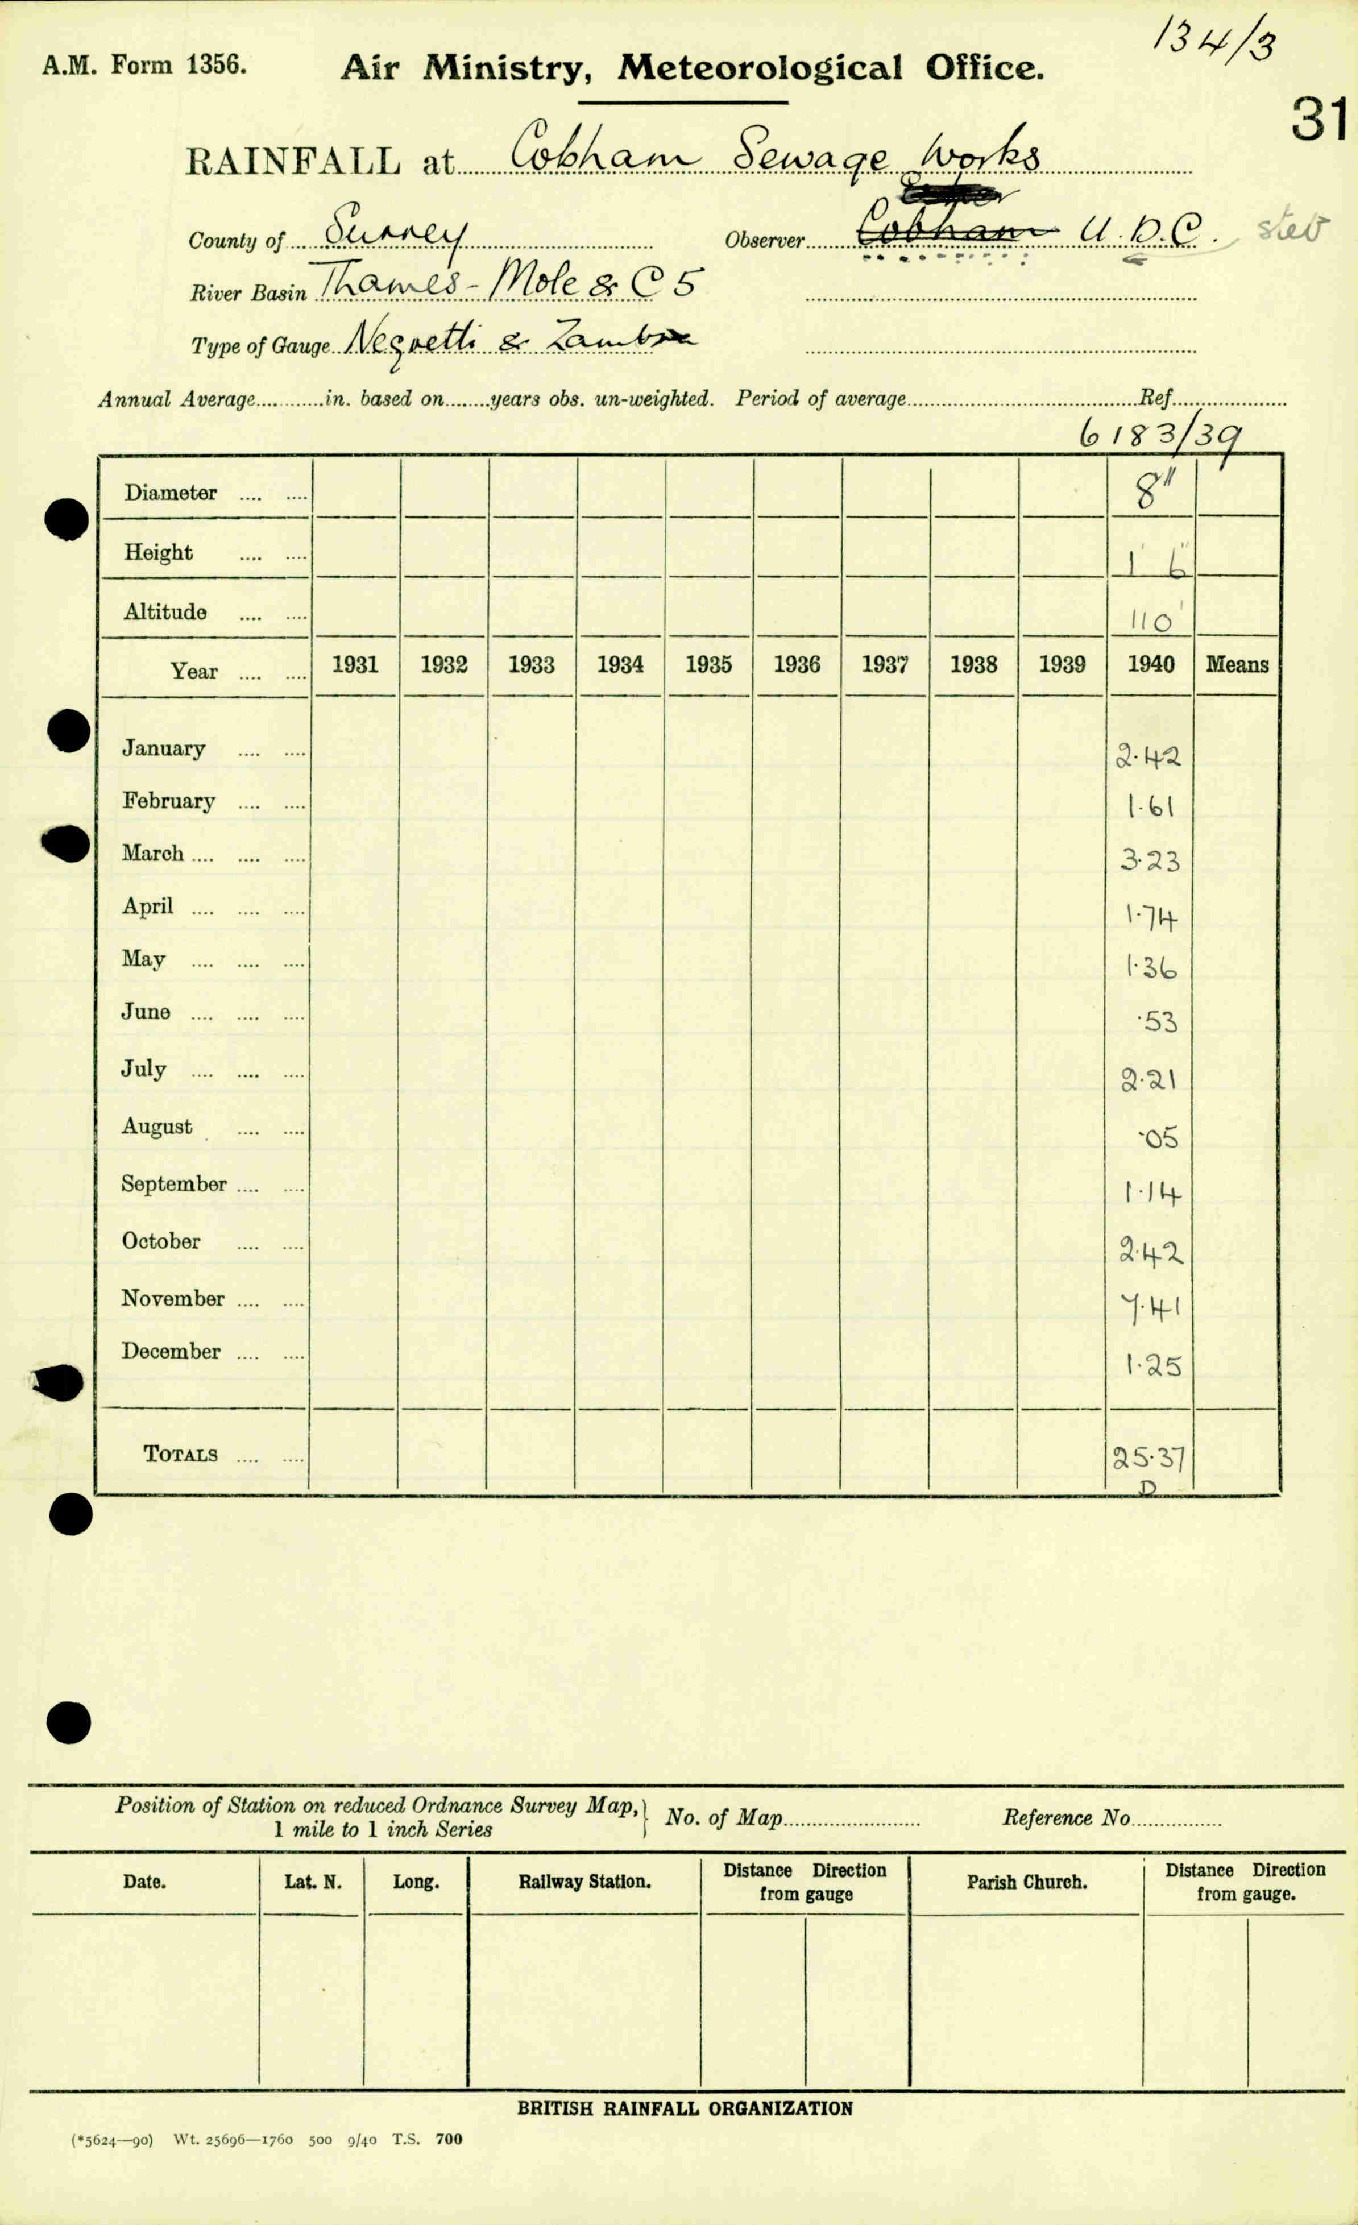 134/3
A.M. Form 1356. Air Ministry, Meteorological Office.
31
RAINFALL at Cobham Sewage Works
County of Surrey Observer Cobham U.D.C. stet
River Basin Thames - Mole & C 5
Type of Gauge Negretti & Zambra
Annual Average in. based on years obs. un-weighted. Period of average Ref.
6183/39
Diameter 8"
Height 1' 6"
Altitude 110'
Year 1931 1932 1933 1934 1935 1936 1937 1938 1939 1940 Means
January 2.42
February 1.61
March 3.23
April 1.74
May 1.36
June .53
July 2.21
August .05
September 1.14
October 2.42
November 7.41
December 1.25
TOTALS 25.37
D
Position of Station on reduced Ordnance Survey Map, No. of Map Reference No.
1 mile to 1 inch Series
Date. Lat. N. Long. Railway Station. Distance Direction from gauge Parish Church. Distance Direction from gauge.
BRITISH RAINFALL ORGANIZATION
(*5624—90) Wt. 25696—1760 500 9/40 T.S. 700